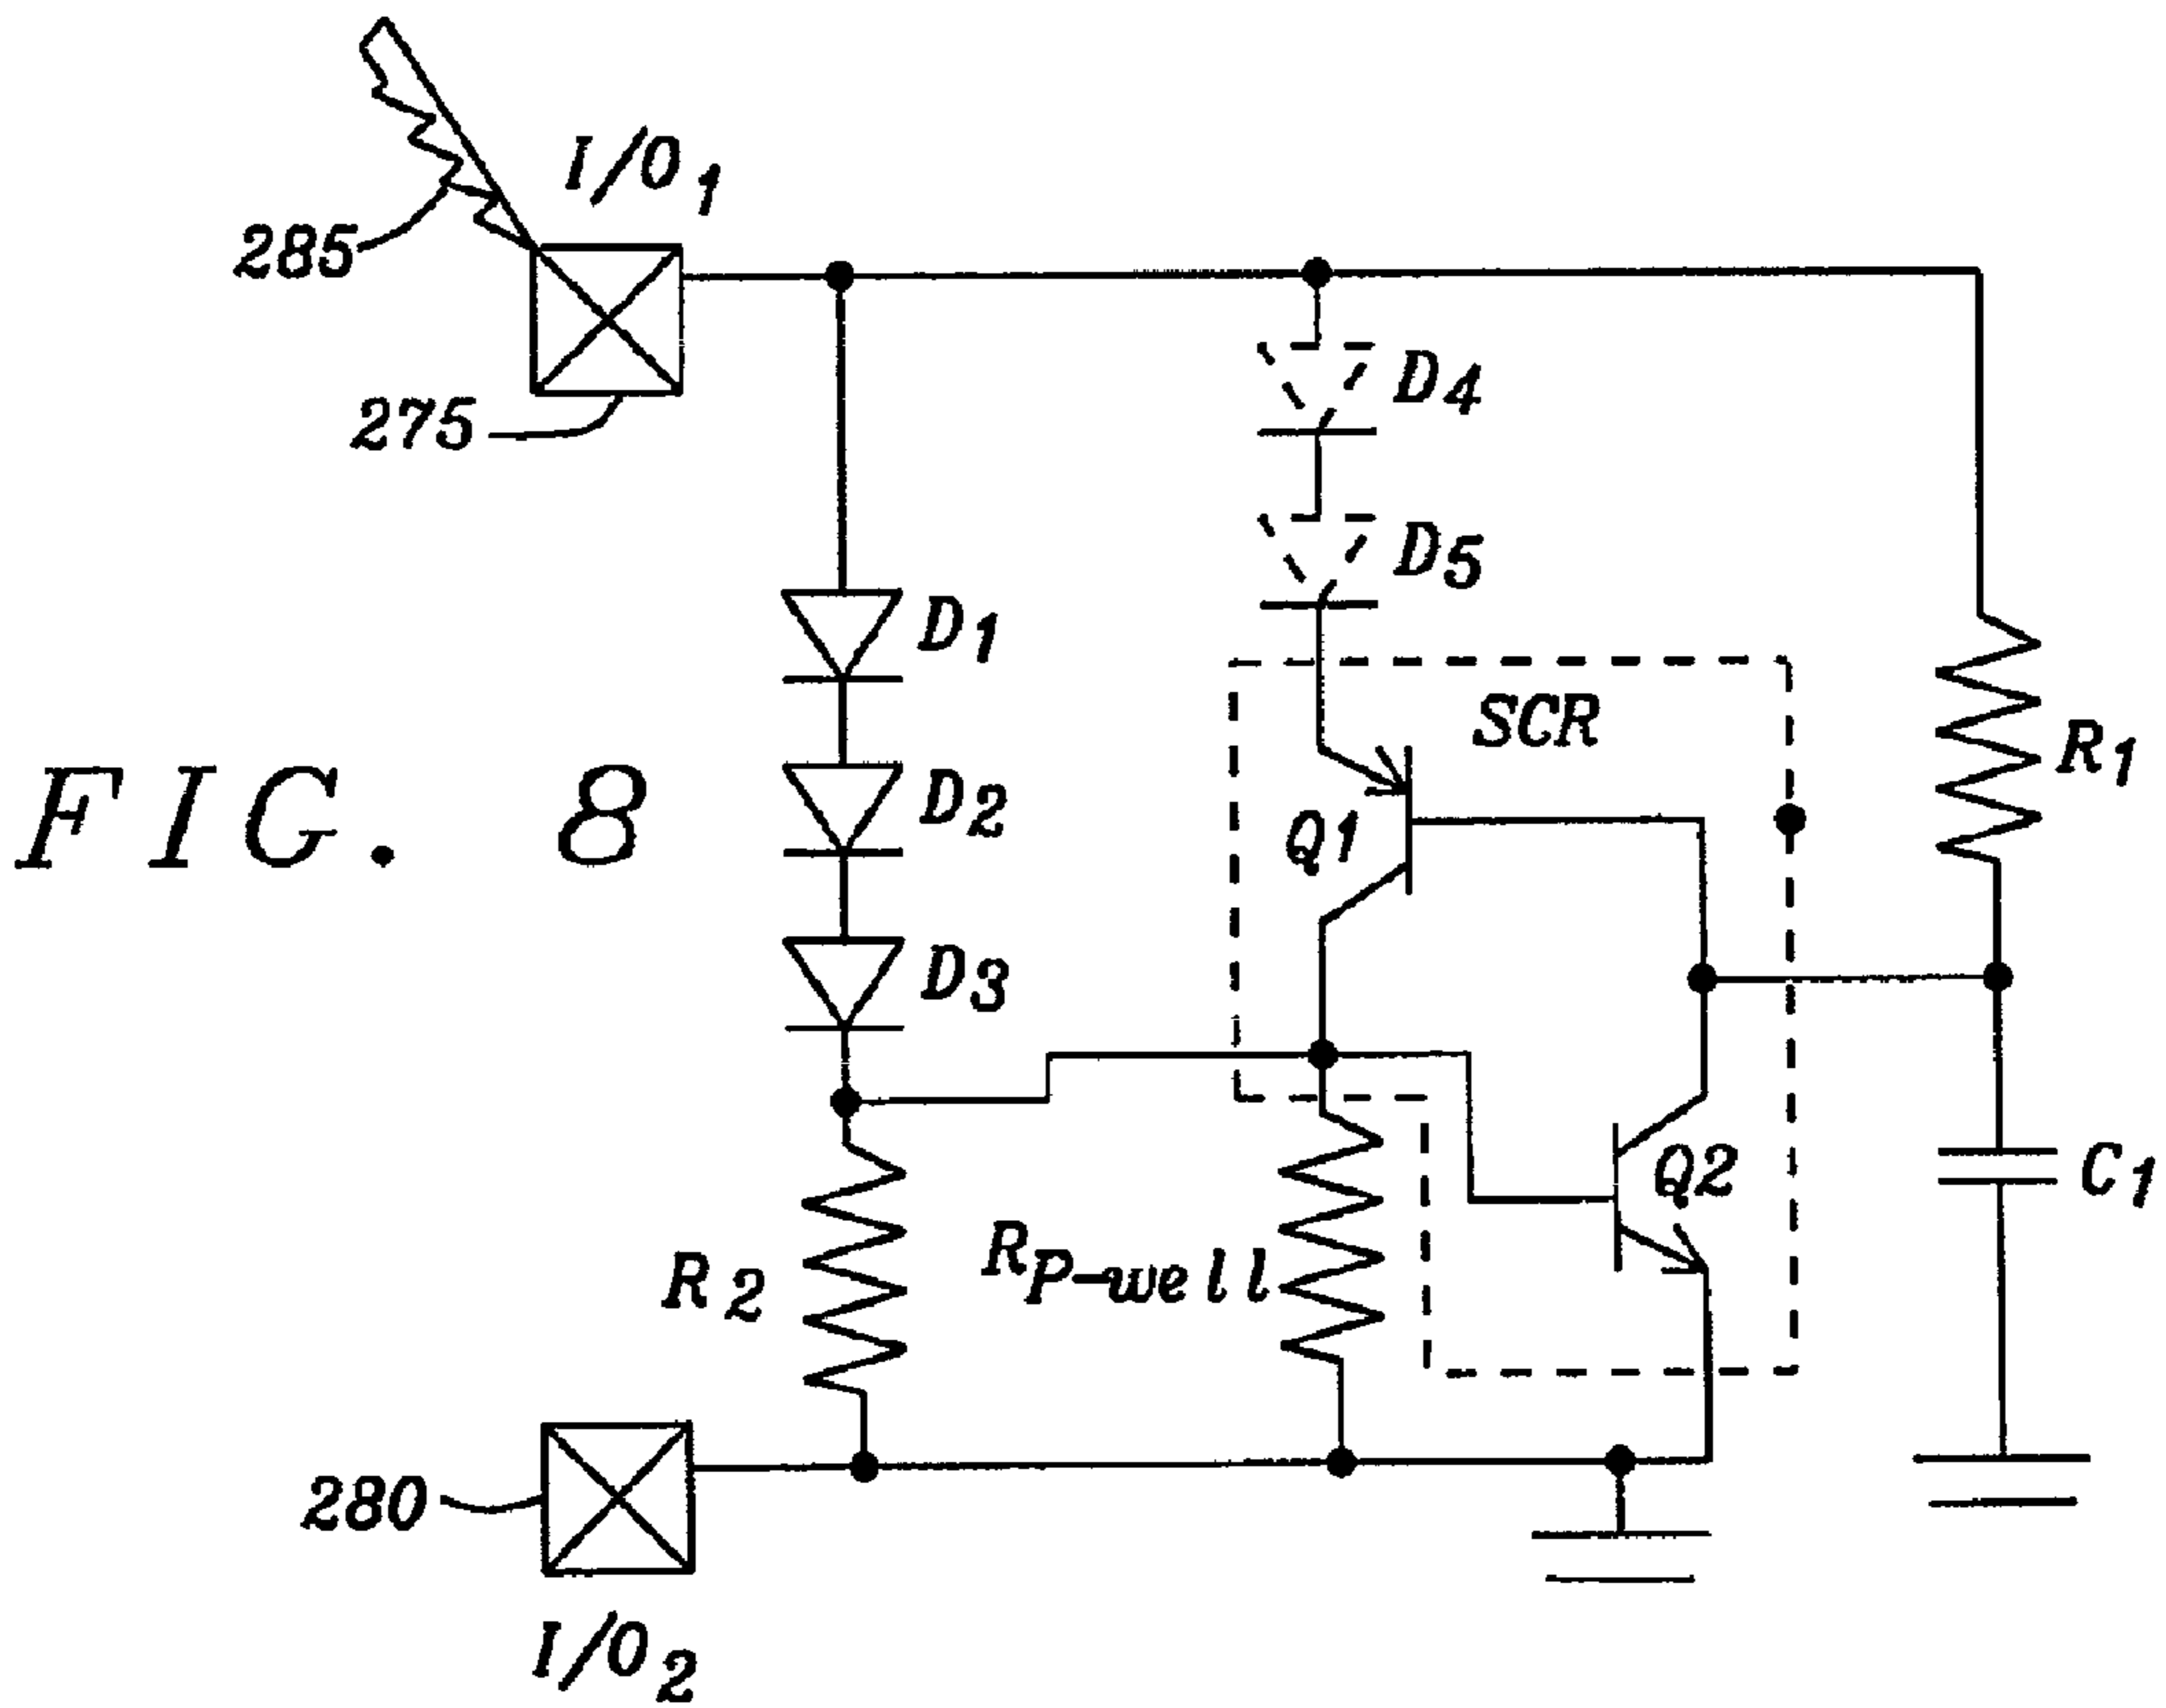 I/O1
285
275
D4
D5
D1
SCR
R1
FIG. 8
D2
Q1
D3
Q2
C1
R2
RP-well
280
I/O2